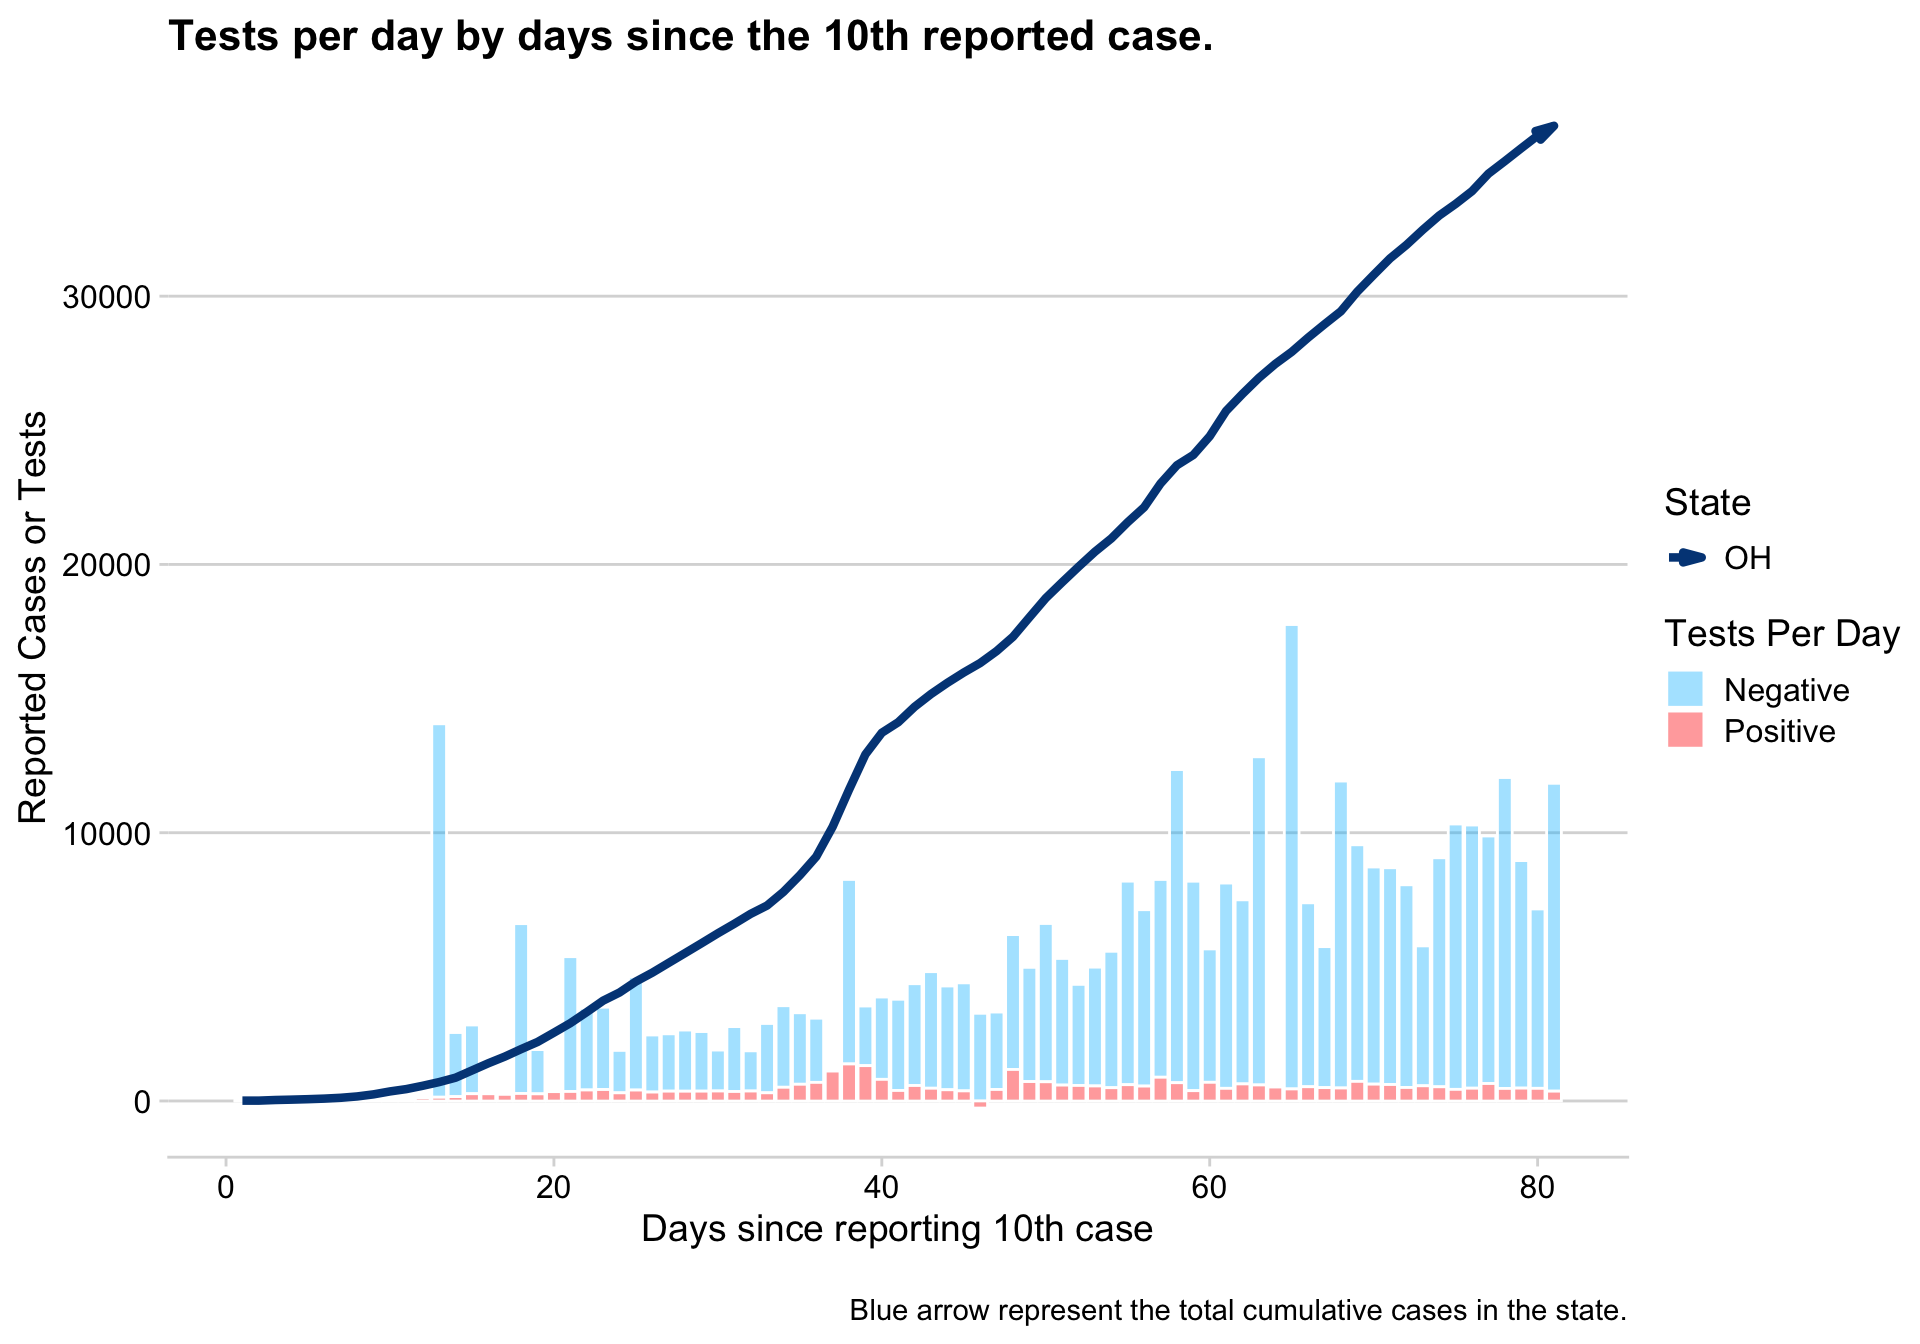 Tests per day by days since the 10th reported case.
Reported Cases or Tests
30000
20000
10000
0
0 20 40 60 80
Days since reporting 10th case
State
OH
Tests Per Day
Negative
Positive
Blue arrow represent the total cumulative cases in the state.